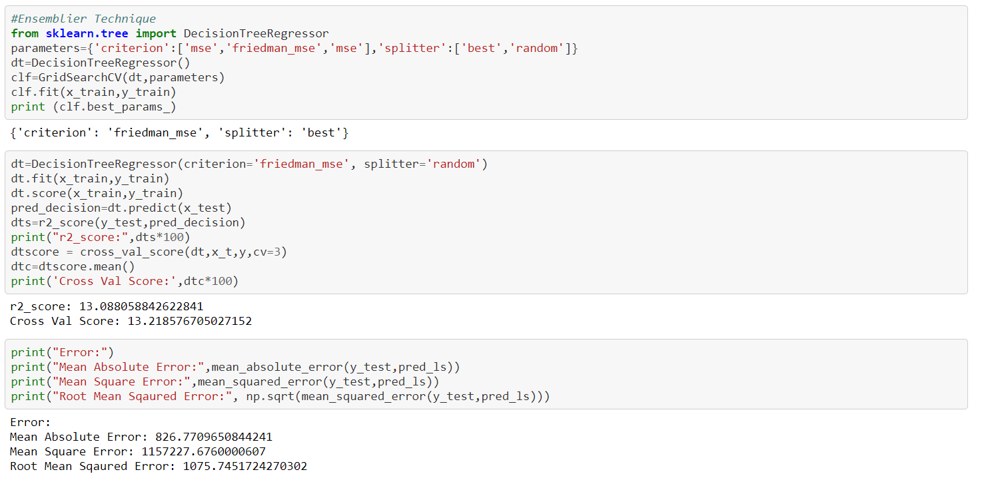 #Ensemblier Technique
from sklearn.tree import DecisionTreeRegressor
parameters={'criterion':['mse','friedman_mse','mse'],'splitter':['best','random']}
dt=DecisionTreeRegressor()
clf=GridSearchCV(dt,parameters)
clf.fit(x_train,y_train)
print (clf.best_params_)
{'criterion': 'friedman_mse', 'splitter': 'best'}
dt=DecisionTreeRegressor(criterion='friedman_mse', splitter='random')
dt.fit(x_train,y_train)
dt.score(x_train,y_train)
pred_decision=dt.predict(x_test)
dts=r2_score(y_test,pred_decision)
print("r2_score:",dts*100)
dtscore = cross_val_score(dt,x_t,y,cv=3)
dtc=dtscore.mean()
print('Cross Val Score:',dtc*100)
r2_score: 13.088058842622841
Cross Val Score: 13.218576705027152
print("Error:")
print("Mean Absolute Error:",mean_absolute_error(y_test,pred_ls))
print("Mean Square Error:",mean_squared_error(y_test,pred_ls))
print("Root Mean Sqaured Error:", np.sqrt(mean_squared_error(y_test,pred_ls)))
Error:
Mean Absolute Error: 826.7709650844241
Mean Square Error: 1157227.6760000607
Root Mean Sqaured Error: 1075.7451724270302